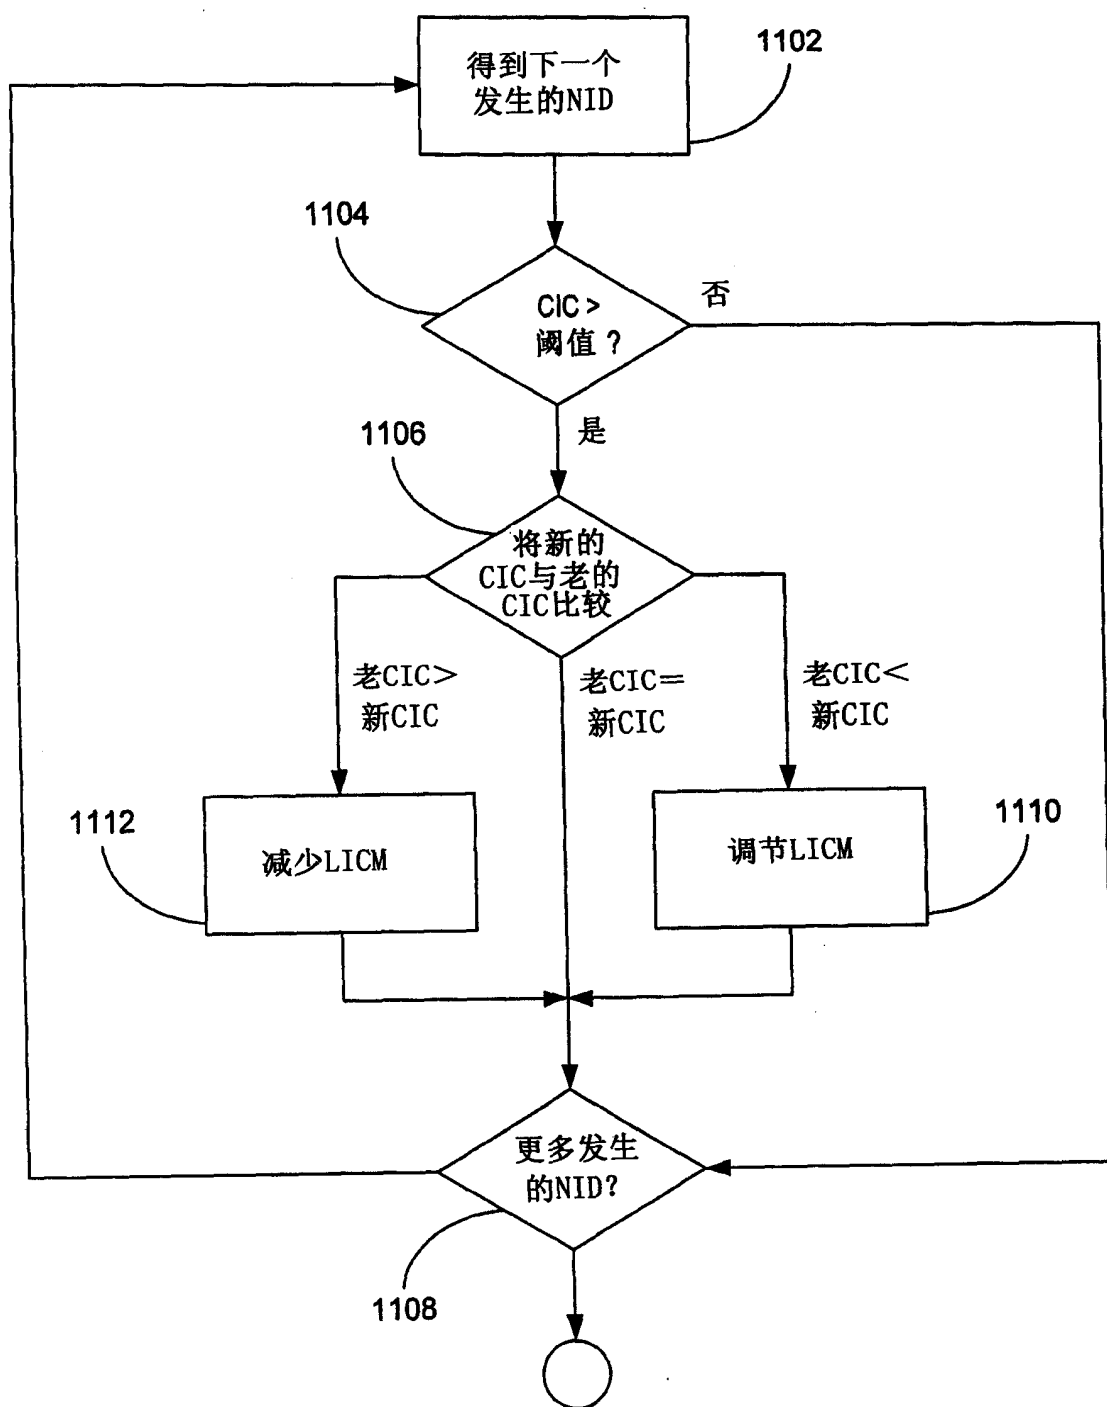 1102
得到下一个
发生的NID
1104
CIC>
阈值？
否
是
1106
将新的
CIC与老的
CIC比较
老CIC>
新CIC
老CIC=
新CIC
老CIC<
新CIC
1112
减少LICM
1110
调节LICM
更多发生
的NID?
1108